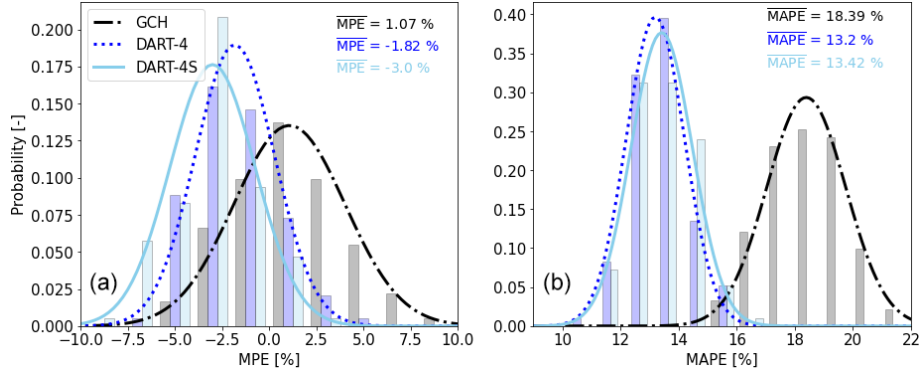 GCH
DART-4
DART-4S
MPE = 1.07 %
MPE = -1.82 %
MPE = -3.0 %
0.200
0.175
0.150
0.125
0.100
0.075
0.050
0.025
0.000
Probability [-]
(a)
−10.0 −7.5 −5.0 −2.5 0.0 2.5 5.0 7.5 10.0
MPE [%]
MAPE = 18.39 %
MAPE = 13.2 %
MAPE = 13.42 %
0.40
0.35
0.30
0.25
0.20
0.15
0.10
0.05
0.00
(b)
10 12 14 16 18 20 22
MAPE [%]